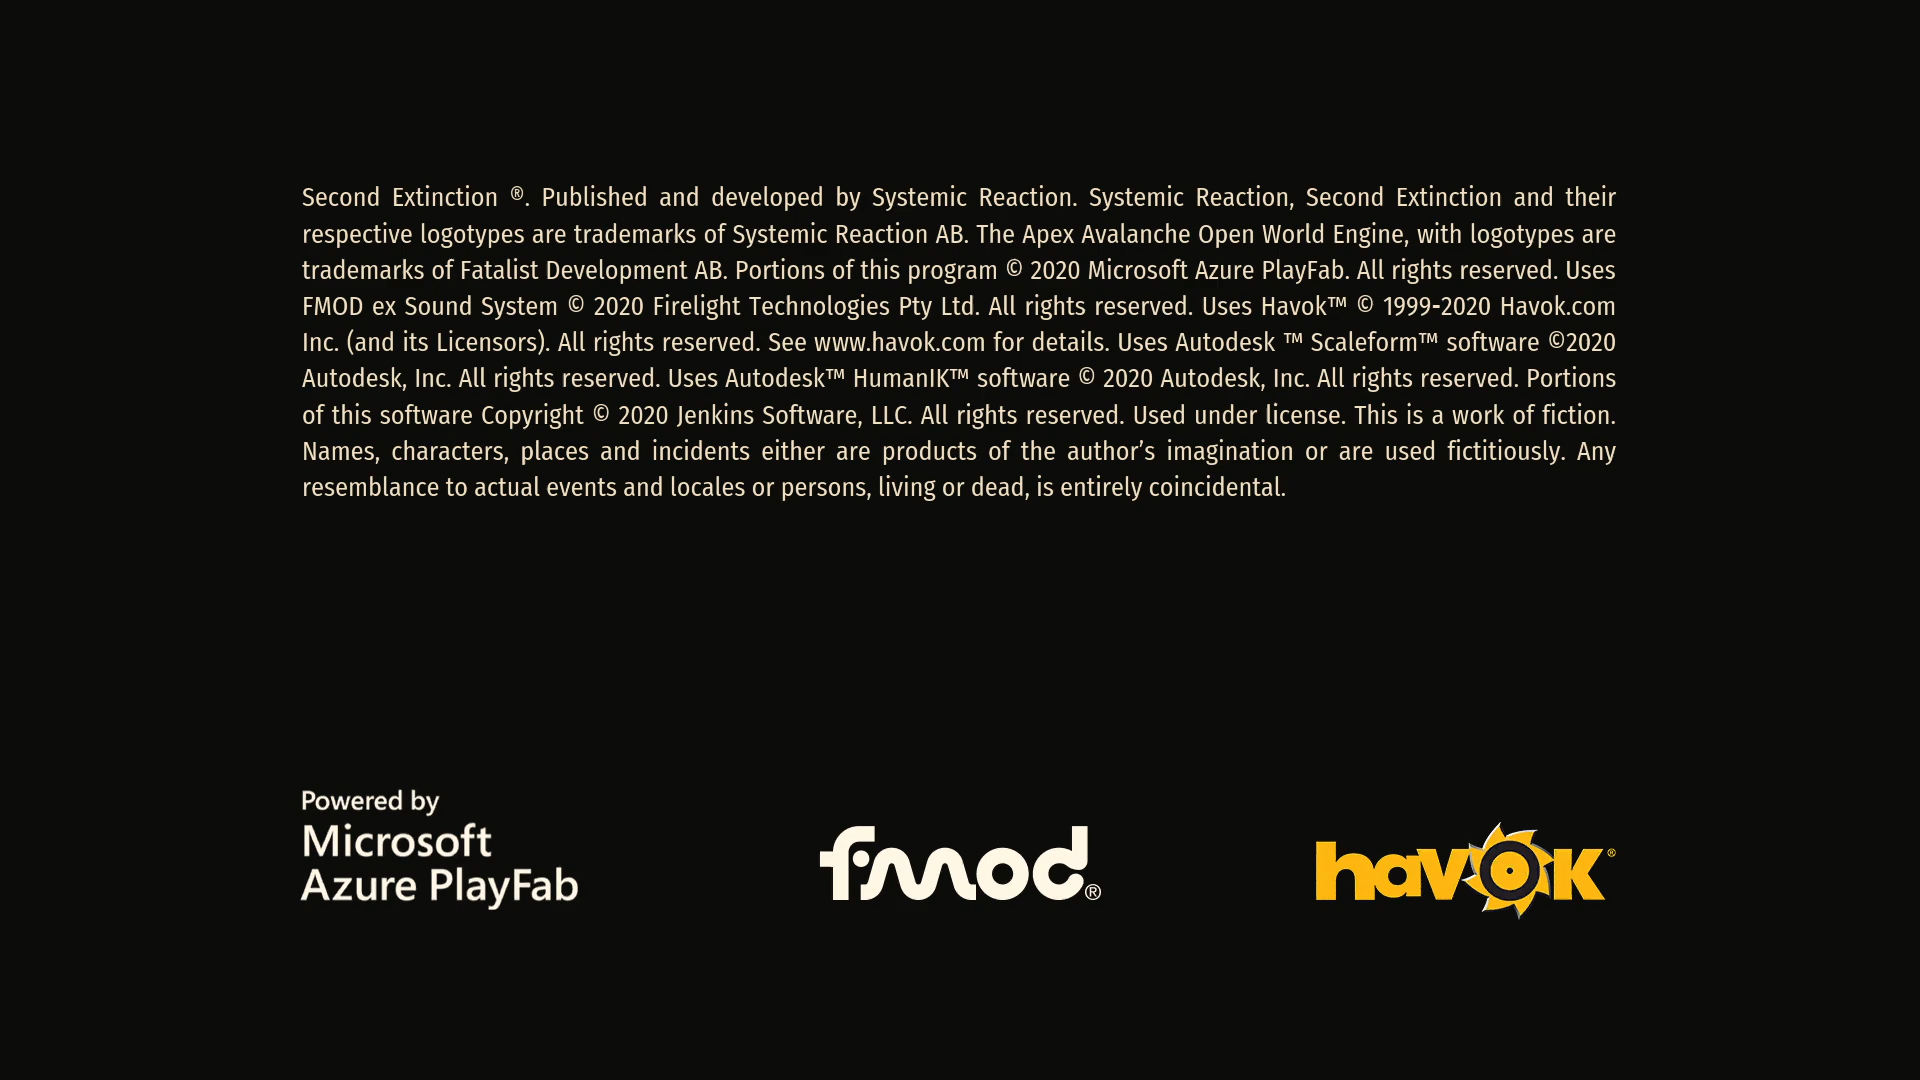 Second Extinction ®. Published and developed by Systemic Reaction. Systemic Reaction, Second Extinction and their
respective logotypes are trademarks of Systemic Reaction AB. The Apex Avalanche Open World Engine, with logotypes are
trademarks of Fatalist Development AB. Portions of this program © 2020 Microsoft Azure PlayFab. All rights reserved. Uses
FMOD ex Sound System © 2020 Firelight Technologies Pty Ltd. All rights reserved. Uses Havok™ © 1999-2020 Havok.com
Inc. (and its Licensors). All rights reserved. See www.havok.com for details. Uses Autodesk ™ Scaleform™ software ©2020
Autodesk, Inc. All rights reserved. Uses Autodesk™ HumanIK™ software © 2020 Autodesk, Inc. All rights reserved. Portions
of this software Copyright © 2020 Jenkins Software, LLC. All rights reserved. Used under license. This is a work of fiction.
Names, characters, places and incidents either are products of the author’s imagination or are used fictitiously. Any
resemblance to actual events and locales or persons, living or dead, is entirely coincidental.
Powered by
Microsoft
Azure PlayFab
fmod®
havok®